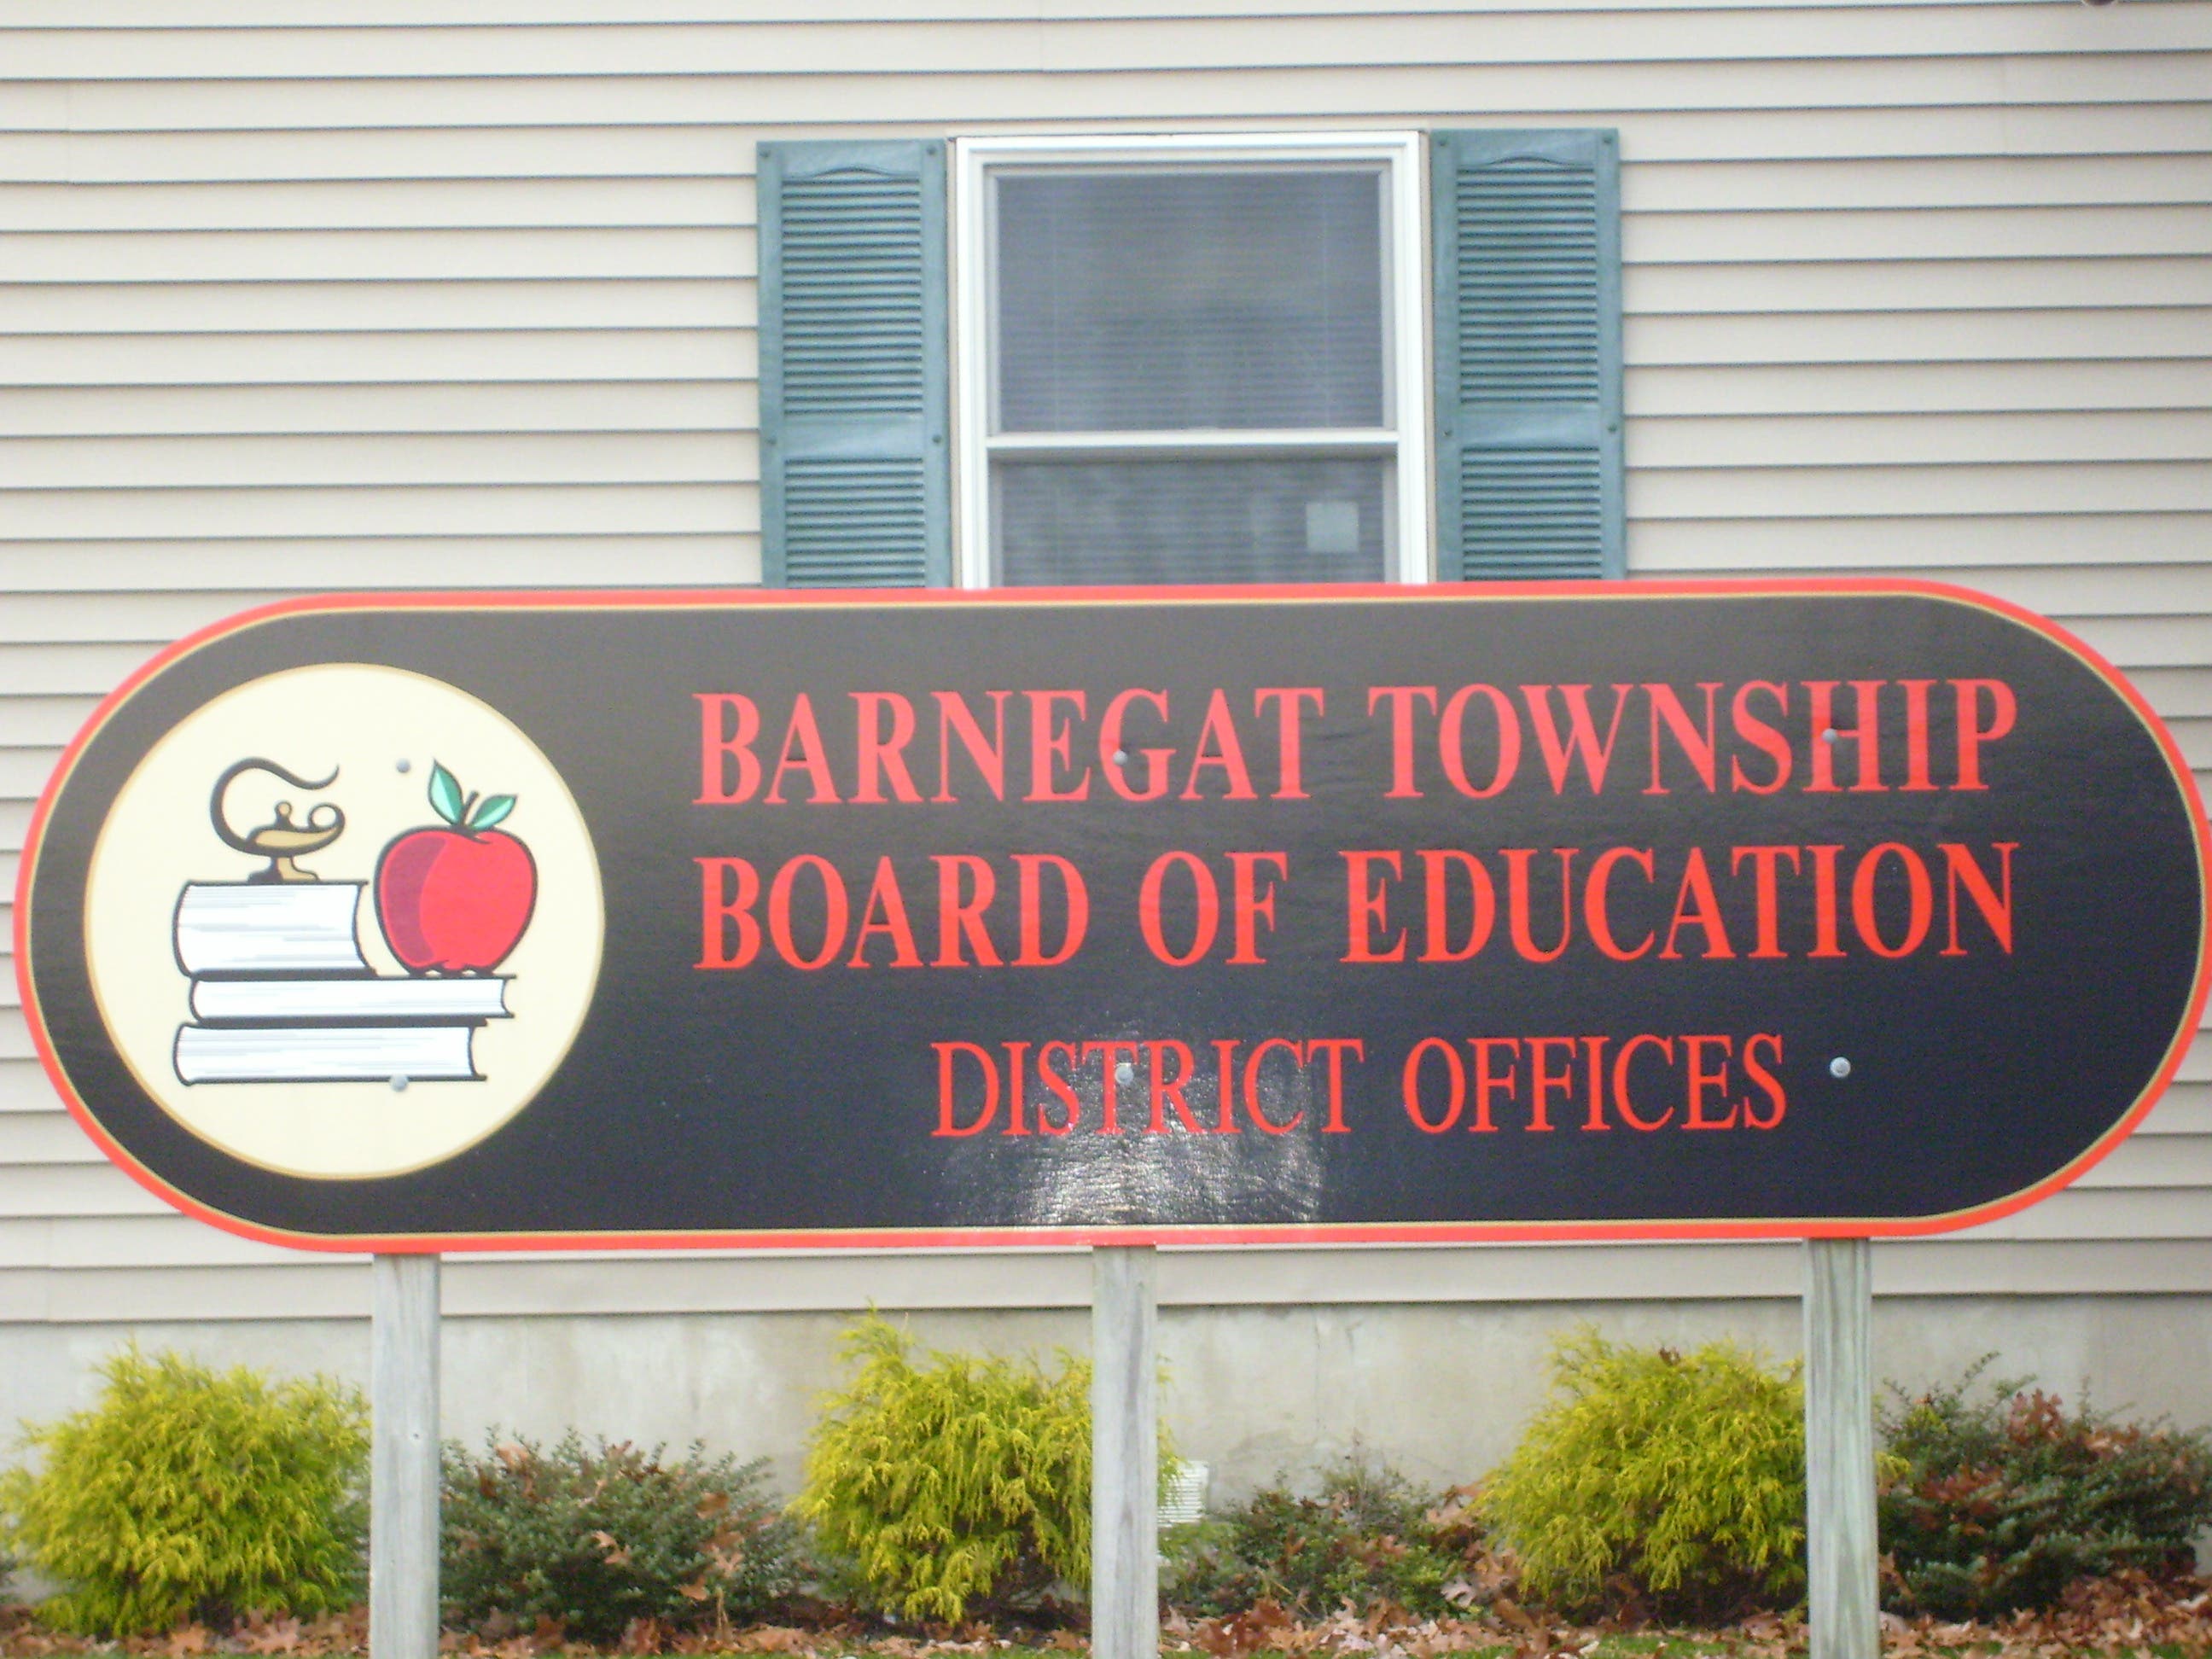 BARNEGAT TOWNSHIP
BOARD OF EDUCATION
DISTRICT OFFICES